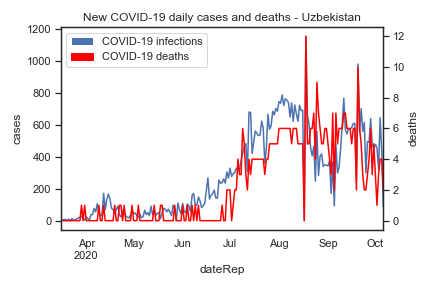 New COVID-19 daily cases and deaths - Uzbekistan
COVID-19 infections
COVID-19 deaths
1200
1000
800
600
400
200
0
cases
12
10
8
6
4
2
0
deaths
Apr May Jun Jul Aug Sep Oct
2020
dateRep